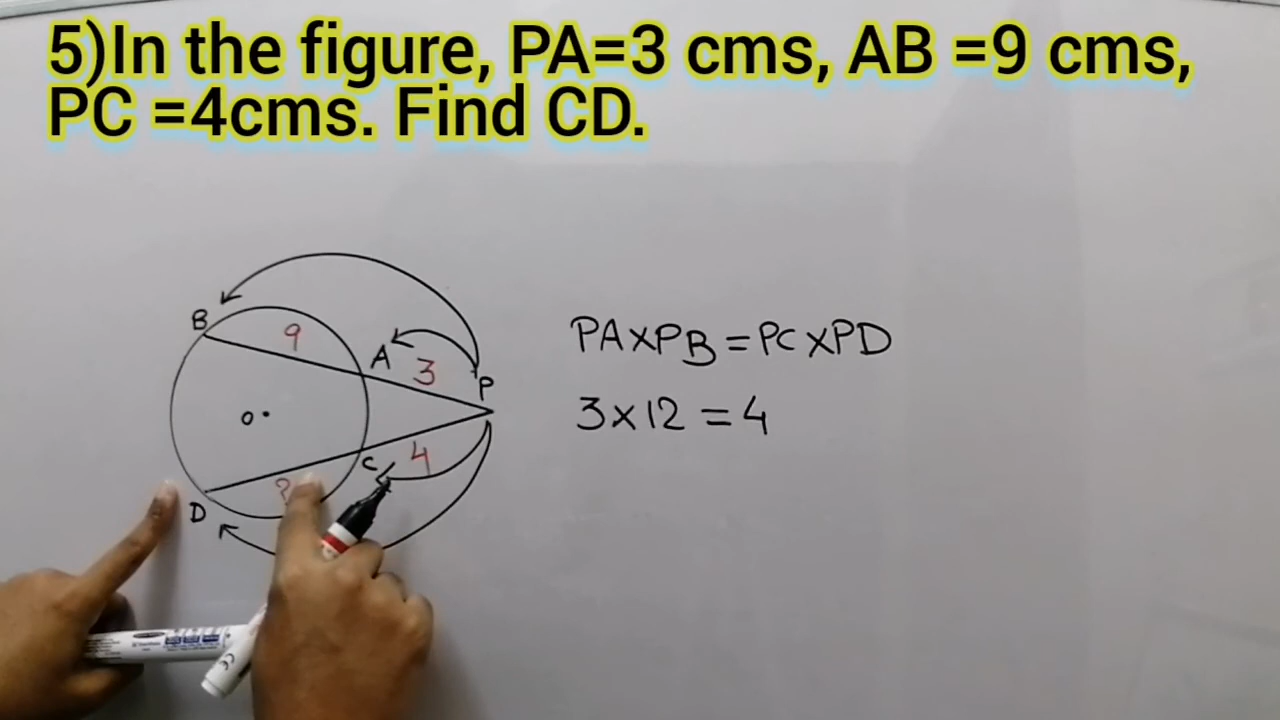 5)In the figure, PA=3 cms, AB =9 cms,
PC =4cms. Find CD.
B
9
A
3
P
PA×PB=PC×PD
3×12=4
O
4
C
?
D